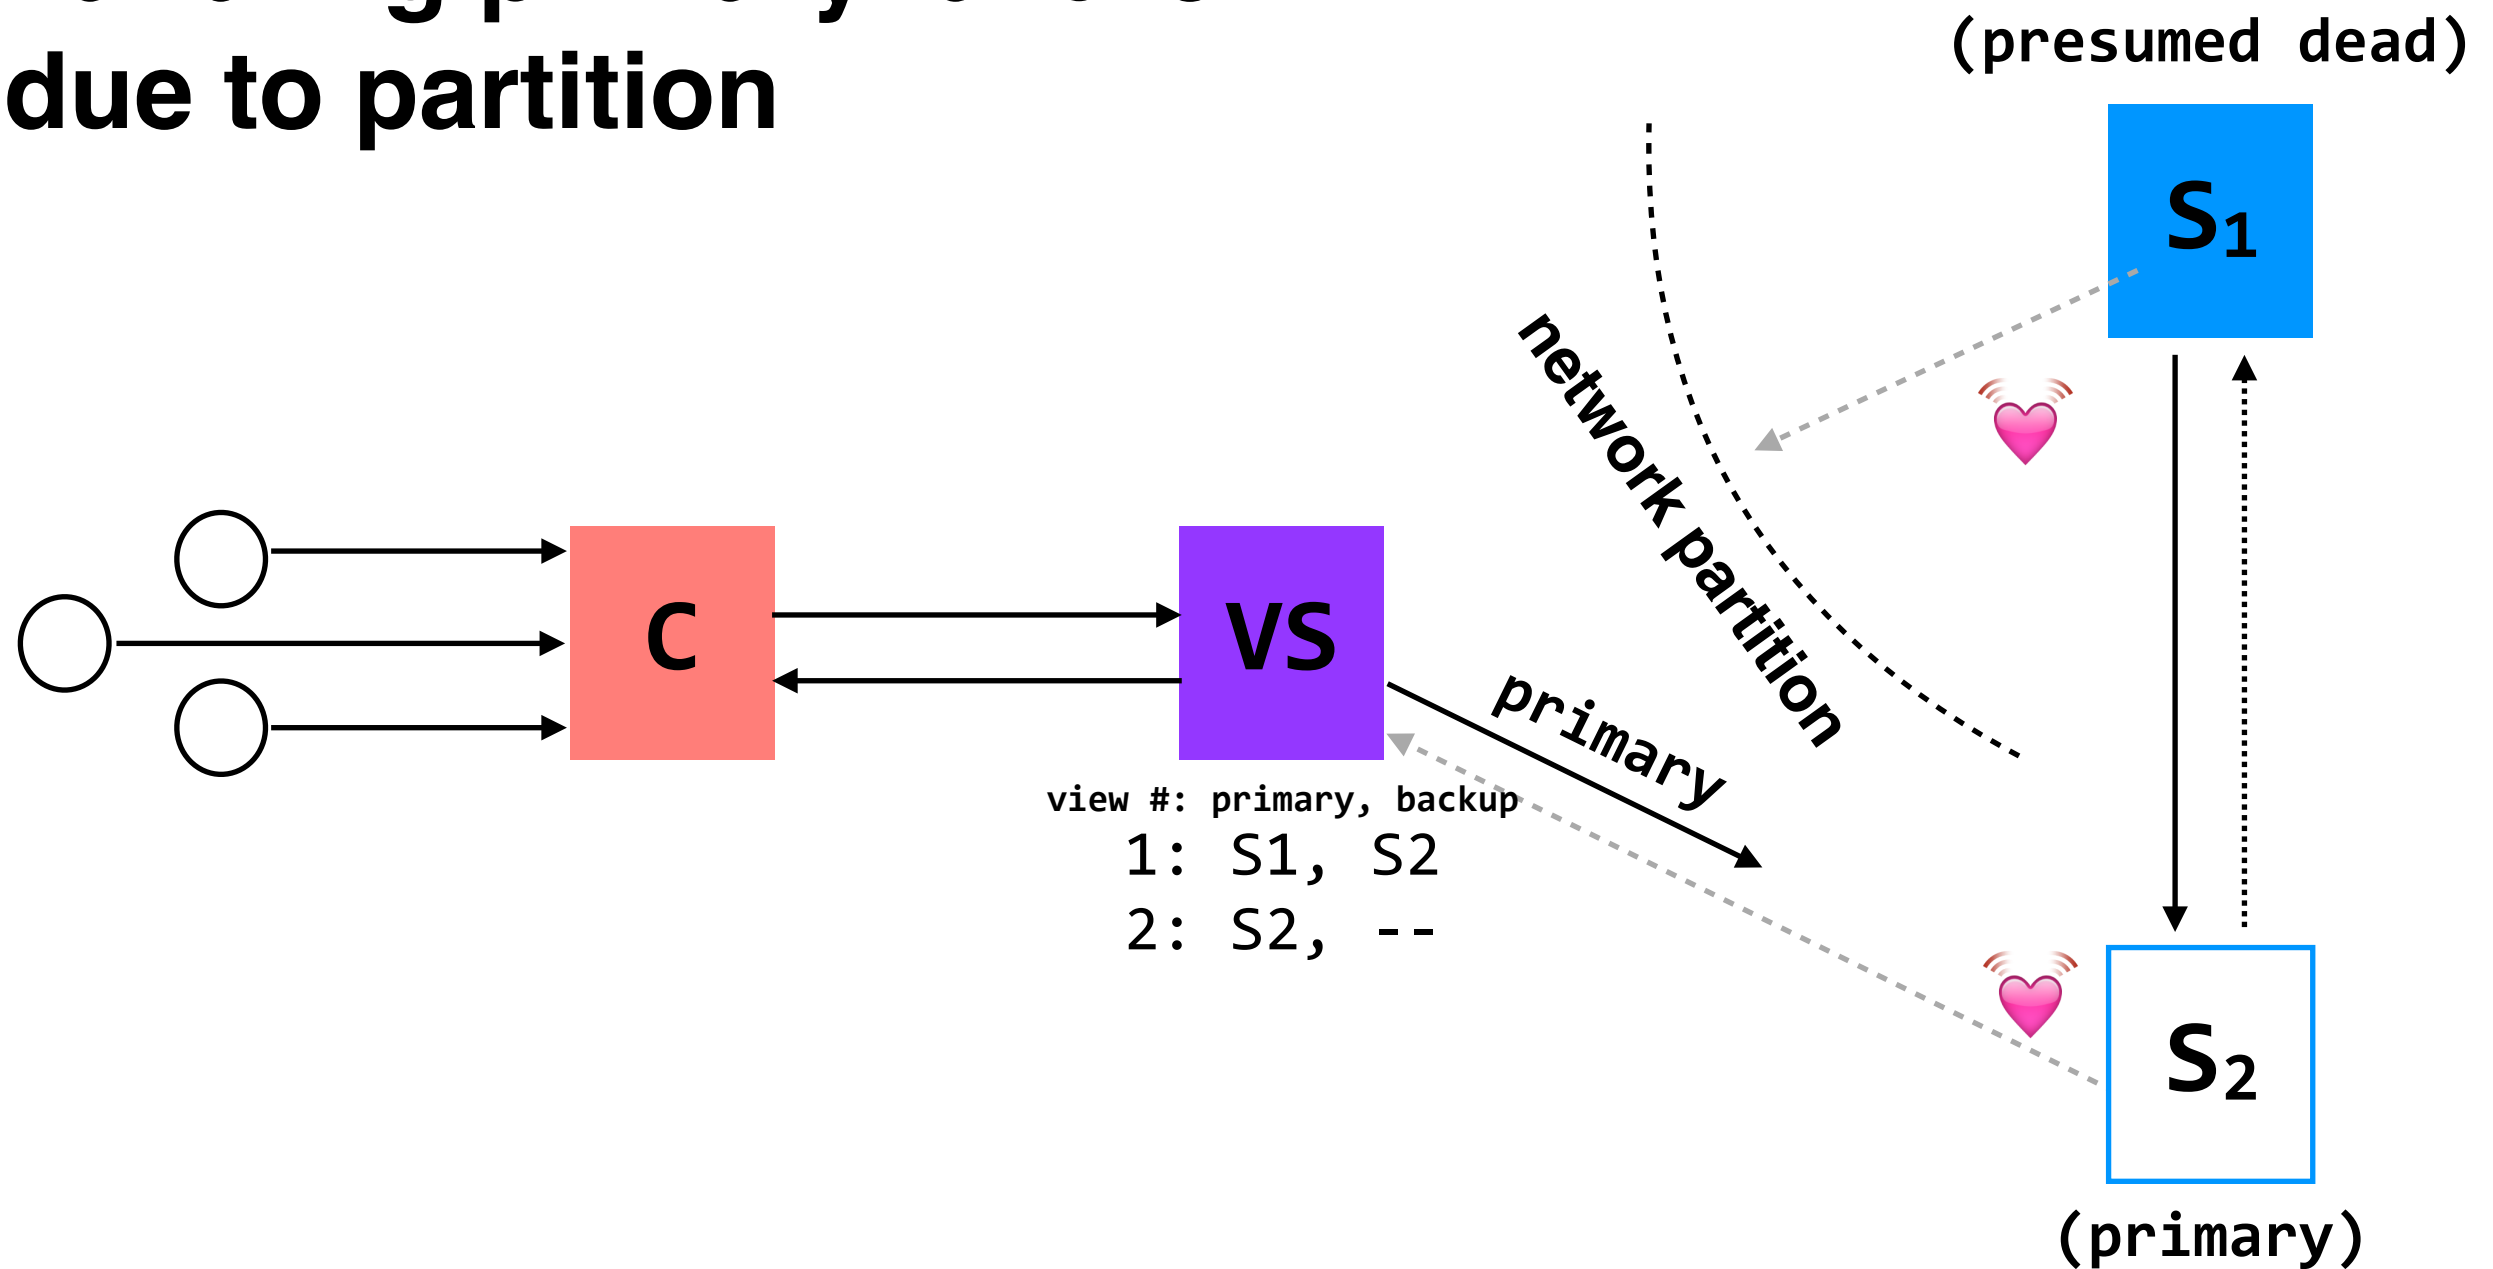 due to partition
(presumed dead)
S1
network partition
C
VS
primary
view #: primary, backup
1: S1, S2
2: S2, --
S2
(primary)